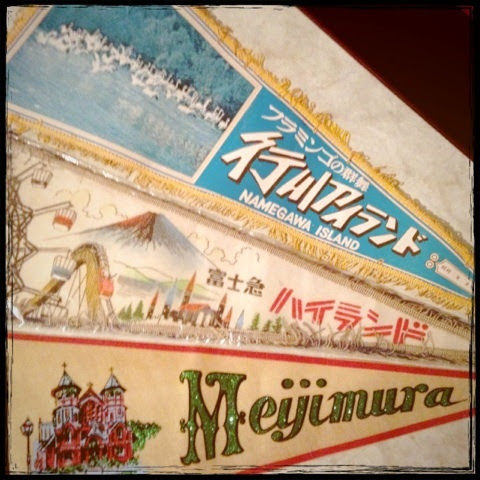 フラミンゴの群舞
行川アイランド
NAMEGAWA ISLAND
富士急
ハイランド
Meijimura